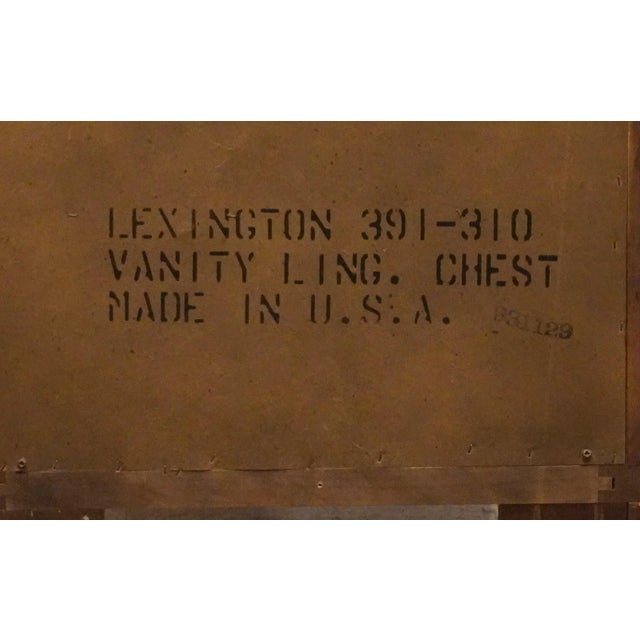 LEXINGTON 391-310
VANITY LING. CHEST
MADE IN U.S.A.